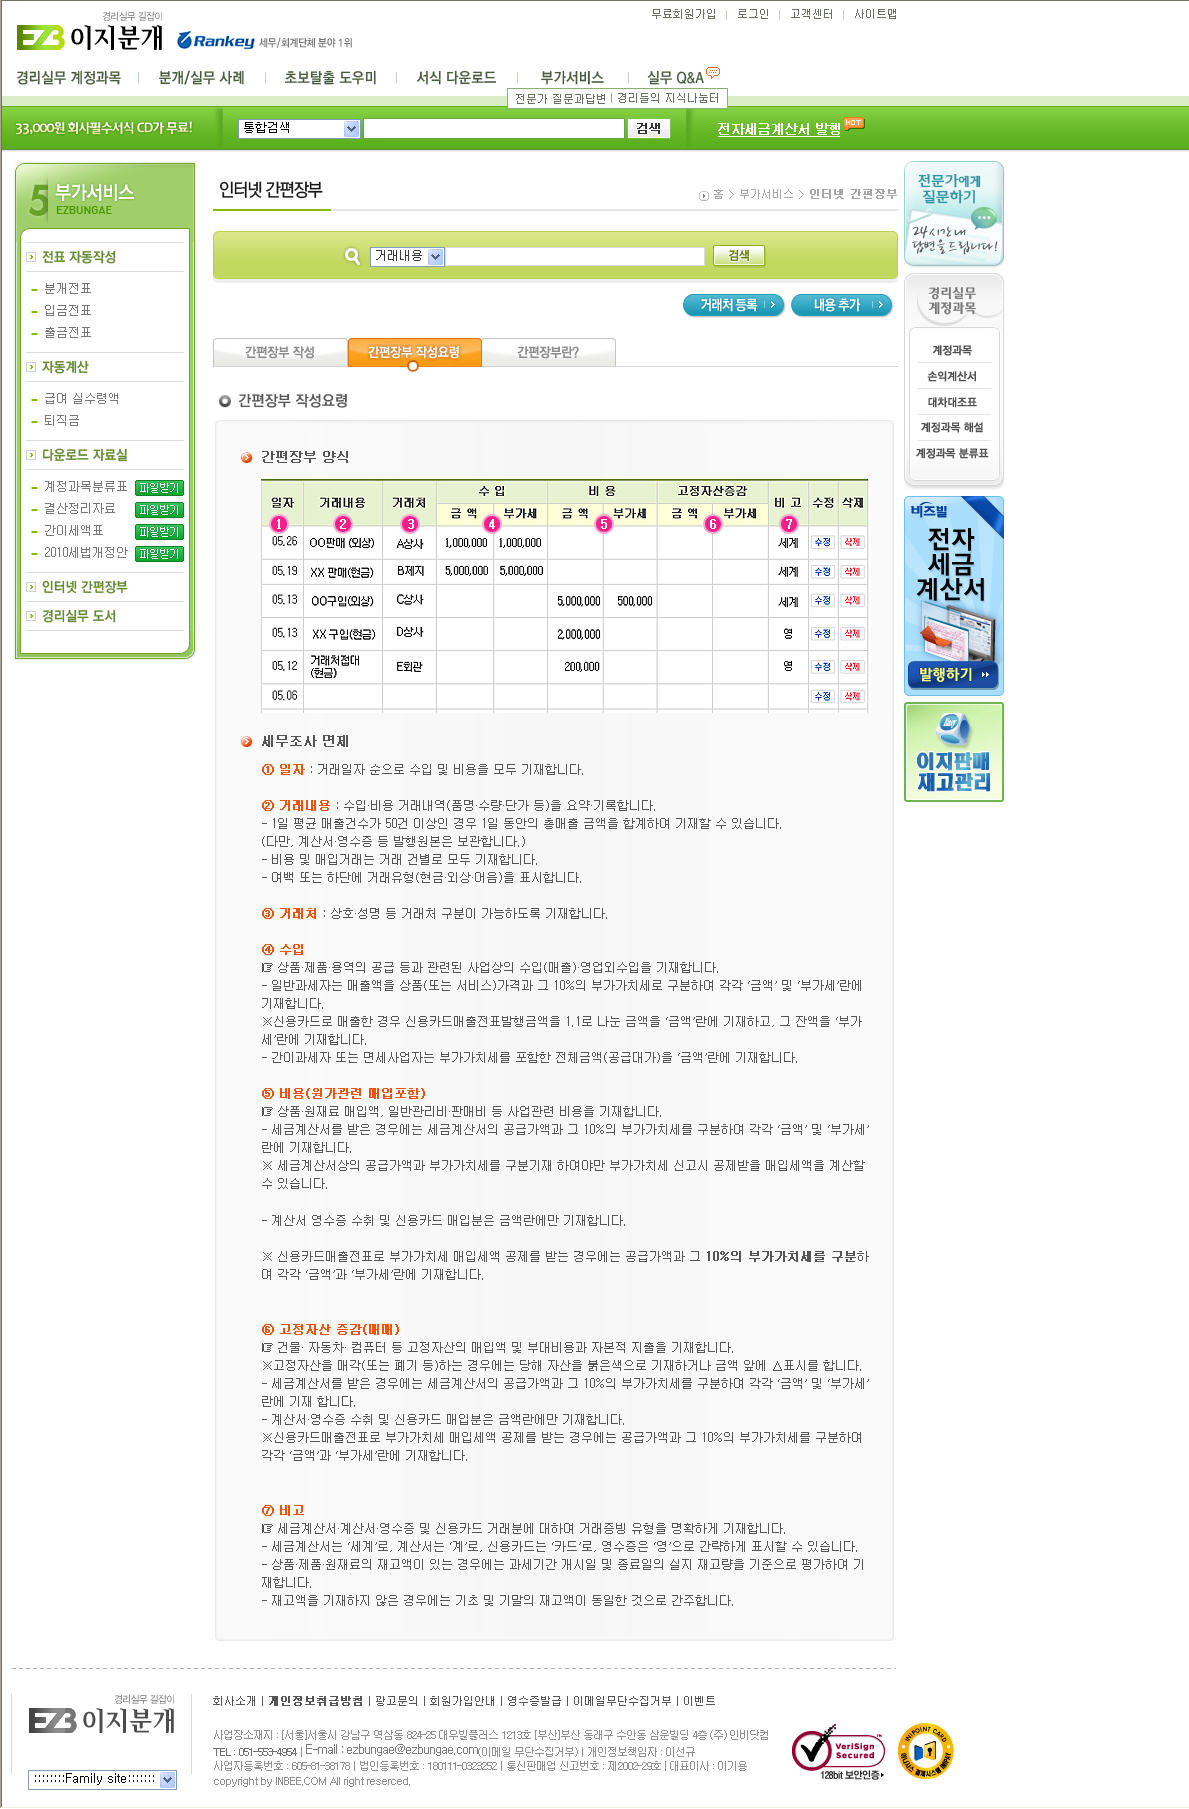 경리실무 길잡이
EZB 이지분개
Rankey 세무/회계단체 분야 1위
무료회원가입 | 로그인 | 고객센터 | 사이트맵
경리실무 계정과목 | 분개/실무 사례 | 초보탈출 도우미 | 서식 다운로드 | 부가서비스 | 실무 Q&A
전문가 질문과답변 | 경리들의 지식나눔터
33,000원 회사필수서식 CD가 무료!
통합검색
검색
전자세금계산서 발행 HOT
5 부가서비스
EZBUNGAE
전표 자동작성
분개전표
입금전표
출금전표
자동계산
급여 실수령액
퇴직금
다운로드 자료실
계정과목분류표 파일받기
결산정리자료 파일받기
간이세액표 파일받기
2010세법개정안 파일받기
인터넷 간편장부
경리실무 도서
인터넷 간편장부
홈 > 부가서비스 > 인터넷 간편장부
거래내용
검색
거래처 등록
내용 추가
간편장부 작성
간편장부 작성요령
간편장부란?
간편장부 작성요령
간편장부 양식
일자 거래내용 거래처 수 입 비 용 고정자산증감 비 고 수정 삭제
금 액 부가세 금 액 부가세 금 액 부가세
1 2 3 4 5 6 7
05.26 OO판매 (외상) A상사 1,000,000 1,000,000 세계 수정 삭제
05.19 XX 판매(현금) B제지 5,000,000 5,000,000 세계 수정 삭제
05.13 OO구입(외상) C상사 5,000,000 500,000 세계 수정 삭제
05.13 XX 구입(현금) D상사 2,000,000 영 수정 삭제
05.12 거래처접대 (현금) E회관 200,000 영 수정 삭제
05.06 수정 삭제
세무조사 면제
① 일자 : 거래일자 순으로 수입 및 비용을 모두 기재합니다.
② 거래내용 : 수입·비용 거래내역(품명·수량·단가 등)을 요약·기록합니다.
- 1일 평균 매출건수가 50건 이상인 경우 1일 동안의 총매출 금액을 합계하여 기재할 수 있습니다.
(다만, 계산서·영수증 등 발행원본은 보관합니다.)
- 비용 및 매입거래는 거래 건별로 모두 기재합니다.
- 여백 또는 하단에 거래유형(현금·외상·어음)을 표시합니다.
③ 거래처 : 상호·성명 등 거래처 구분이 가능하도록 기재합니다.
④ 수입
☞ 상품·제품·용역의 공급 등과 관련된 사업상의 수입(매출)·영업외수입을 기재합니다.
- 일반과세자는 매출액을 상품(또는 서비스)가격과 그 10%의 부가가치세로 구분하여 각각 ‘금액’ 및 ‘부가세’란에
기재합니다.
※신용카드로 매출한 경우 신용카드매출전표발행금액을 1.1로 나눈 금액을 ‘금액’란에 기재하고, 그 잔액을 ‘부가
세’란에 기재합니다.
- 간이과세자 또는 면세사업자는 부가가치세를 포함한 전체금액(공급대가)을 ‘금액’란에 기재합니다.
⑤ 비용(원가관련 매입포함)
☞ 상품·원재료 매입액, 일반관리비·판매비 등 사업관련 비용을 기재합니다.
- 세금계산서를 받은 경우에는 세금계산서의 공급가액과 그 10%의 부가가치세를 구분하여 각각 ‘금액’ 및 ‘부가세’
란에 기재합니다.
※ 세금계산서상의 공급가액과 부가가치세를 구분기재 하여야만 부가가치세 신고시 공제받을 매입세액을 계산할
수 있습니다.
- 계산서 영수증 수취 및 신용카드 매입분은 금액란에만 기재합니다.
※ 신용카드매출전표로 부가가치세 매입세액 공제를 받는 경우에는 공급가액과 그 10%의 부가가치세를 구분하
여 각각 ‘금액’과 ‘부가세’란에 기재합니다.
⑥ 고정자산 증감(매매)
☞ 건물· 자동차· 컴퓨터 등 고정자산의 매입액 및 부대비용과 자본적 지출을 기재합니다.
※고정자산을 매각(또는 폐기 등)하는 경우에는 당해 자산을 붉은색으로 기재하거나 금액 앞에 △표시를 합니다.
- 세금계산서를 받은 경우에는 세금계산서의 공급가액과 그 10%의 부가가치세를 구분하여 각각 ‘금액’ 및 ‘부가세’
란에 기재 합니다.
- 계산서·영수증 수취 및 신용카드 매입분은 금액란에만 기재합니다.
※신용카드매출전표로 부가가치세 매입세액 공제를 받는 경우에는 공급가액과 그 10%의 부가가치세를 구분하여
각각 ‘금액’과 ‘부가세’란에 기재합니다.
⑦ 비고
☞ 세금계산서·계산서·영수증 및 신용카드 거래분에 대하여 거래증빙 유형을 명확하게 기재합니다.
- 세금계산서는 ‘세계’로, 계산서는 ‘계’로, 신용카드는 ‘카드’로, 영수증은 ‘영’으로 간략하게 표시할 수 있습니다.
- 상품·제품·원재료의 재고액이 있는 경우에는 과세기간 개시일 및 종료일의 실지 재고량을 기준으로 평가하여 기
재합니다.
- 재고액을 기재하지 않은 경우에는 기초 및 기말의 재고액이 동일한 것으로 간주합니다.
전문가에게
질문하기
24시간내
답변을 드립니다!
경리실무
계정과목
계정과목
손익계산서
대차대조표
계정과목 해설
계정과목 분류표
비즈빌
전자
세금
계산서
발행하기
이지판매
재고관리
경리실무 길잡이
EZB 이지분개
:::::::Family site::::::
회사소개 | 개인정보취급방침 | 광고문의 | 회원가입안내 | 영수증발급 | 이메일무단수집거부 | 이벤트
사업장소재지 : [서울]서울시 강남구 역삼동 824-25 대우빌플러스 1213호 [부산]부산 동래구 수안동 삼운빌딩 4층 (주)인비닷컴
TEL : 051-553-4954 | E-mail : ezbungae@ezbungae.com(이메일 무단수집거부) | 개인정보책임자 : 이선규
사업자등록번호 : 605-81-38178 | 법인등록번호 : 180111-0323252 | 통신판매업 신고번호 : 제2002-29호 | 대표이사 : 이기용
copyright by INBEE.COM All right reserced.
VeriSign
Secured
128bit 보안인증
INIPOINT CARD